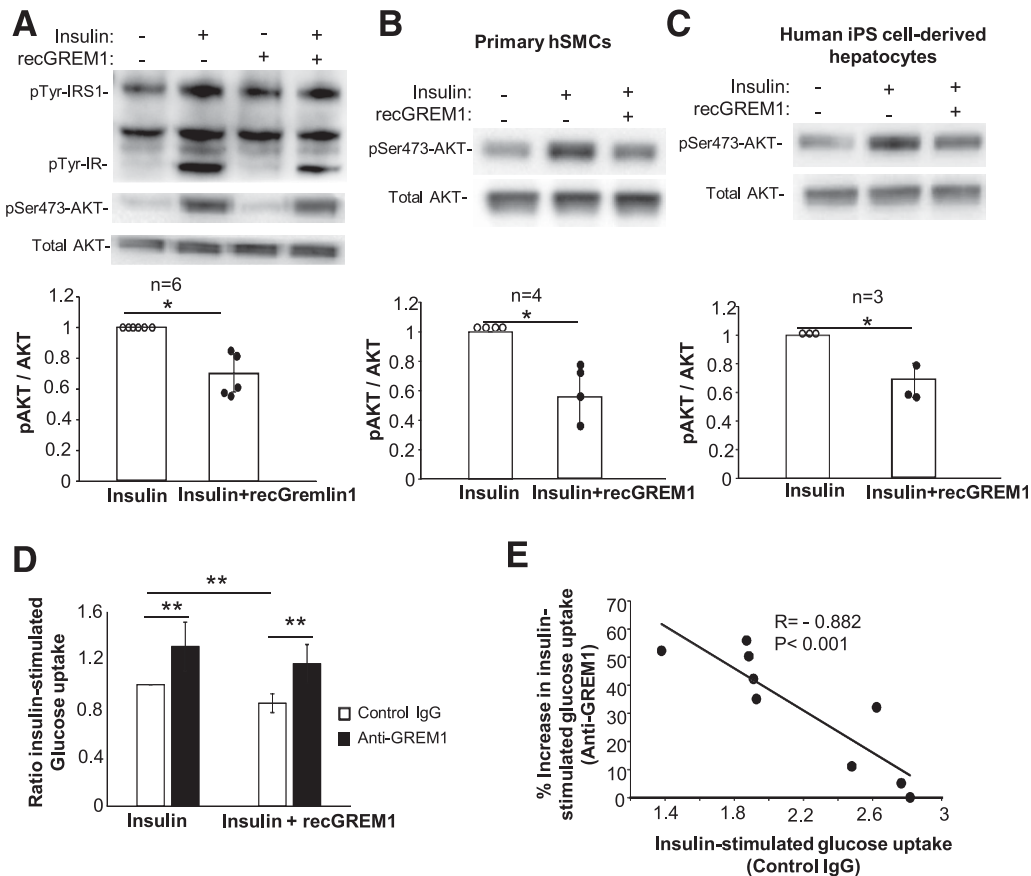 A
Insulin: - + - +
recGREM1: - - + +
pTyr-IRS1-
pTyr-IR-
pSer473-AKT-
Total AKT-
n=6
*
1.2
1
0.8
0.6
0.4
0.2
0
pAKT / AKT
Insulin Insulin+recGremlin1
B
Primary hSMCs
Insulin: - + +
recGREM1: - - +
pSer473-AKT-
Total AKT-
n=4
*
1.2
1
0.8
0.6
0.4
0.2
0
pAKT / AKT
Insulin Insulin+recGREM1
C
Human iPS cell-derived
hepatocytes
Insulin: - + +
recGREM1: - - +
pSer473-AKT-
Total AKT-
n=3
*
1.2
1
0.8
0.6
0.4
0.2
0
pAKT / AKT
Insulin Insulin+recGREM1
D
**
** **
1.6
1.2
0.8
0.4
0
Ratio insulin-stimulated
Glucose uptake
Control IgG
Anti-GREM1
Insulin Insulin + recGREM1
E
R= - 0.882
P< 0.001
70
60
50
40
30
20
10
0
% Increase in insulin-
stimulated glucose uptake
(Anti-GREM1)
1.4 1.8 2.2 2.6 3
Insulin-stimulated glucose uptake
(Control IgG)